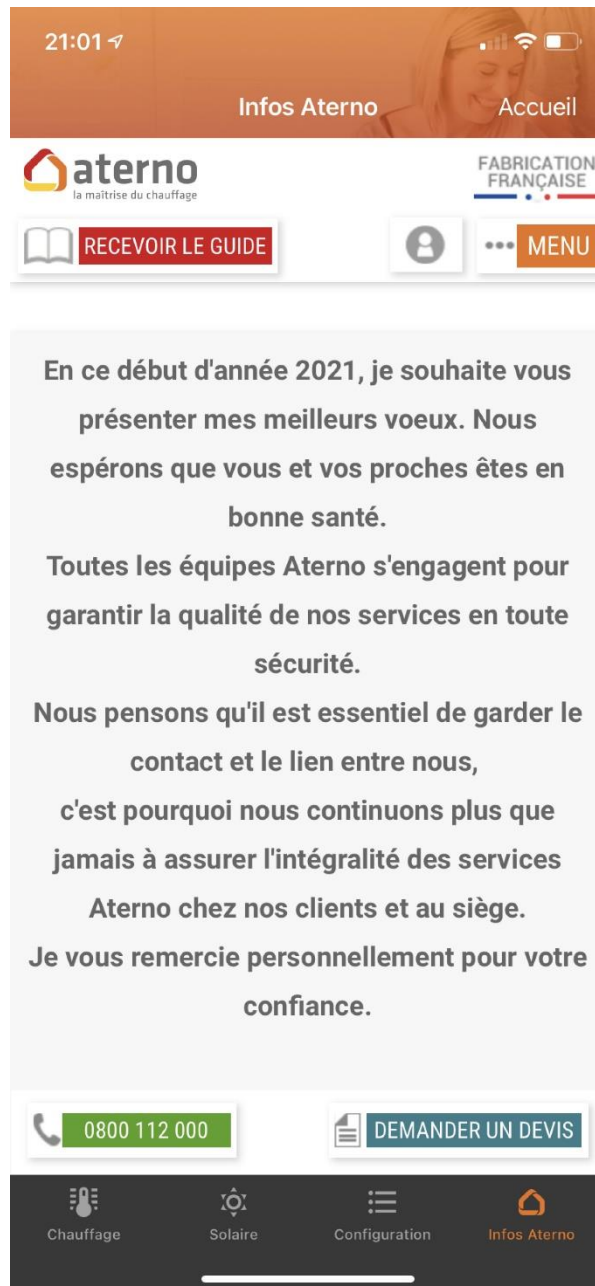 21:01
Infos Aterno
Accueil
aterno
la maîtrise du chauffage
FABRICATION
FRANÇAISE
RECEVOIR LE GUIDE
MENU
En ce début d'année 2021, je souhaite vous
présenter mes meilleurs voeux. Nous
espérons que vous et vos proches êtes en
bonne santé.
Toutes les équipes Aterno s'engagent pour
garantir la qualité de nos services en toute
sécurité.
Nous pensons qu'il est essentiel de garder le
contact et le lien entre nous,
c'est pourquoi nous continuons plus que
jamais à assurer l'intégralité des services
Aterno chez nos clients et au siège.
Je vous remercie personnellement pour votre
confiance.
0800 112 000
DEMANDER UN DEVIS
Chauffage
Solaire
Configuration
Infos Aterno